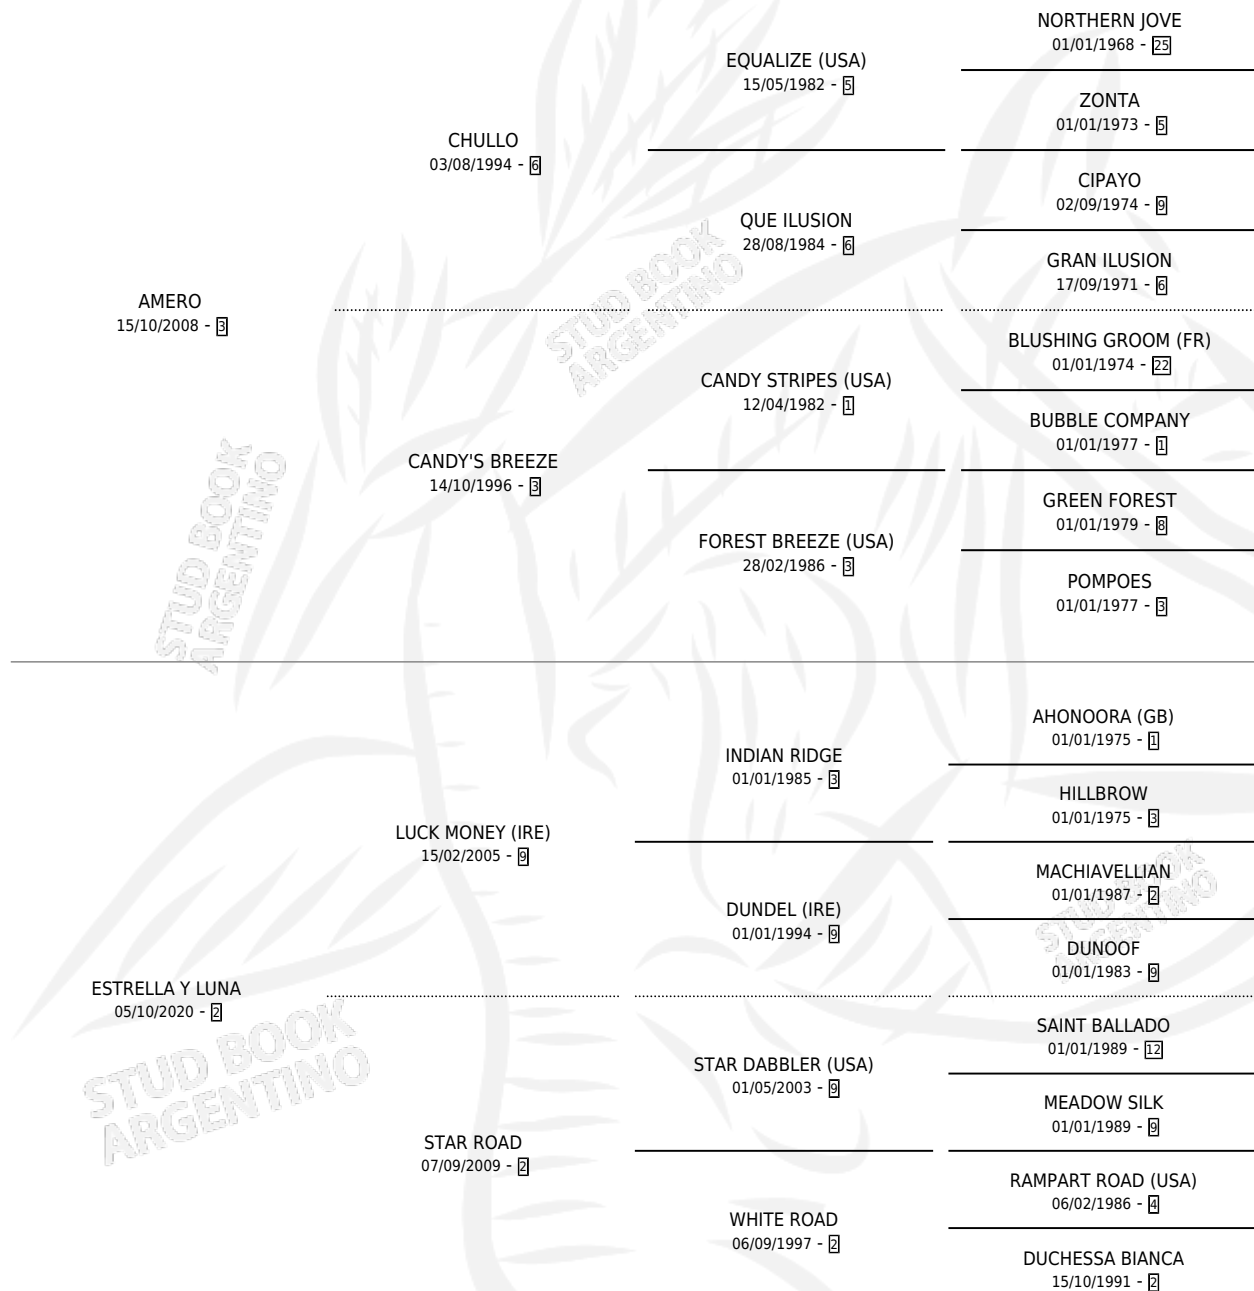 NORTHERN JOVE
01/01/1968 - 25
EQUALIZE (USA)
15/05/1982 - 5
ZONTA
01/01/1973 - 5
CHULLO
03/08/1994 - 6
CIPAYO
02/09/1974 - 9
QUE ILUSION
28/08/1984 - 6
GRAN ILUSION
17/09/1971 - 6
AMERO
15/10/2008 - 3
BLUSHING GROOM (FR)
01/01/1974 - 22
CANDY STRIPES (USA)
12/04/1982 - 1
BUBBLE COMPANY
01/01/1977 - 1
CANDY'S BREEZE
14/10/1996 - 3
GREEN FOREST
01/01/1979 - 8
FOREST BREEZE (USA)
28/02/1986 - 3
POMPOES
01/01/1977 - 3
AHONOORA (GB)
01/01/1975 - 1
INDIAN RIDGE
01/01/1985 - 3
HILLBROW
01/01/1975 - 3
LUCK MONEY (IRE)
15/02/2005 - 9
MACHIAVELLIAN
01/01/1987 - 2
DUNDEL (IRE)
01/01/1994 - 9
DUNOOF
01/01/1983 - 9
ESTRELLA Y LUNA
05/10/2020 - 2
SAINT BALLADO
01/01/1989 - 12
STAR DABBLER (USA)
01/05/2003 - 9
MEADOW SILK
01/01/1989 - 9
STAR ROAD
07/09/2009 - 2
RAMPART ROAD (USA)
06/02/1986 - 4
WHITE ROAD
06/09/1997 - 2
DUCHESSA BIANCA
15/10/1991 - 2
STUD BOOK
ARGENTINO
STUD BOOK
ARGENTINO
STUD BOOK
ARGENTINO
STUD BOOK
ARGENTINO